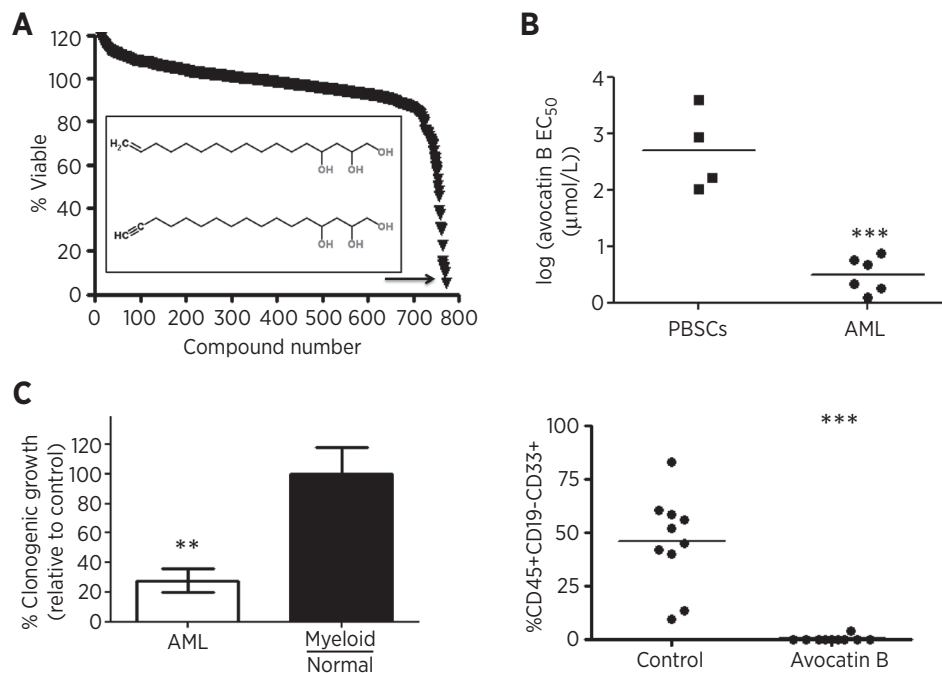 A
120
100
80
60
40
20
0
% Viable
H₂C
OH
OH
OH
HC
OH
OH
OH
0 100 200 300 400 500 600 700 800
Compound number
B
4
3
2
1
0
log (avocatin B EC₅₀
(μmol/L))
***
PBSCs AML
C
120
100
80
60
40
20
0
% Clonogenic growth
(relative to control)
**
AML
Myeloid
Normal
100
75
50
25
0
%CD45+CD19-CD33+
***
Control Avocatin B